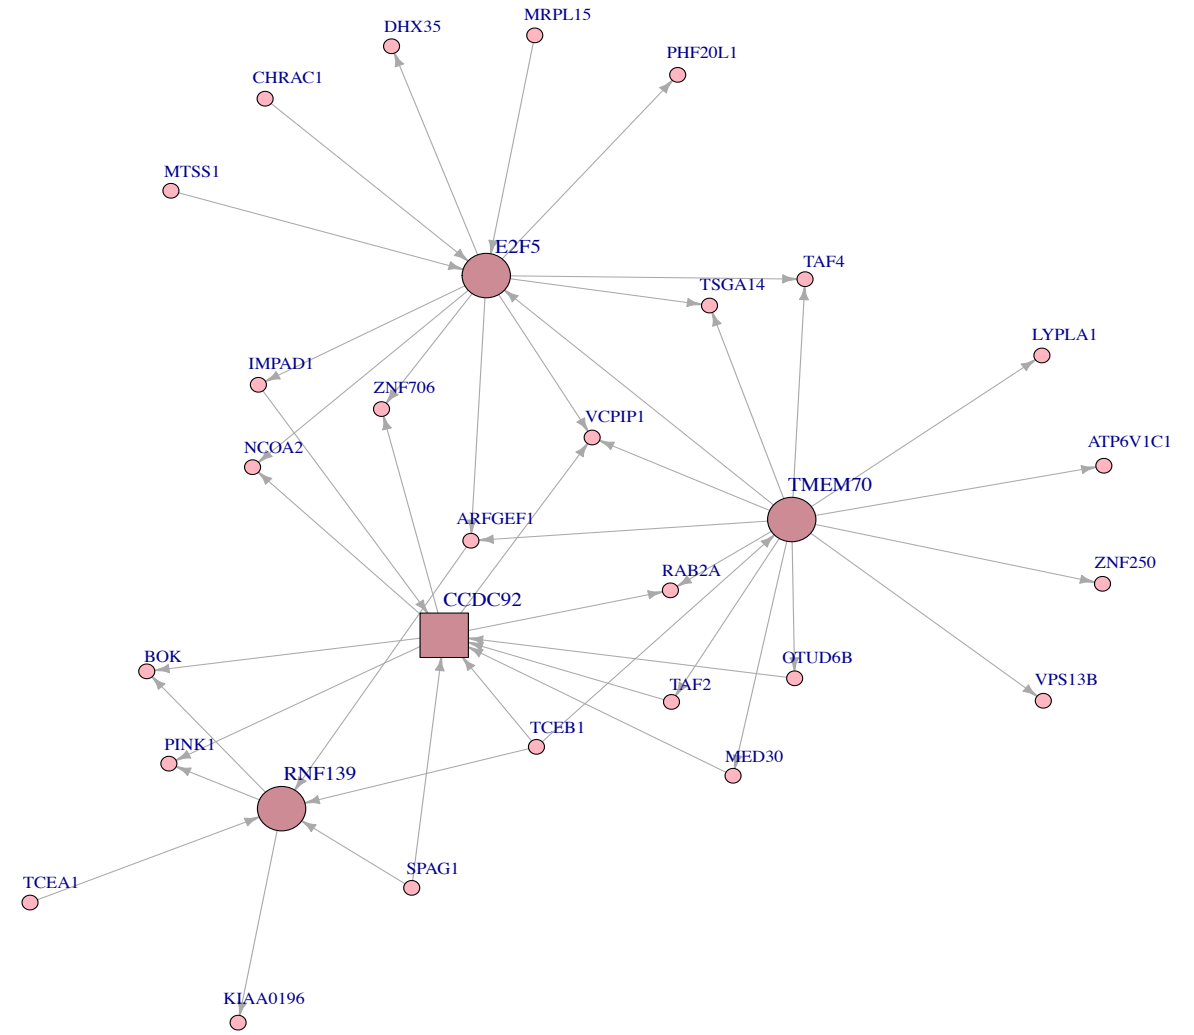 MRPL15
DHX35
PHF20L1
CHRAC1
MTSS1
E2F5
TAF4
TSGA14
LYPLA1
IMPAD1
ZNF706
VCPIP1
ATP6V1C1
NCOA2
TMEM70
ARFGEF1
ZNF250
RAB2A
CCDC92
BOK
OTUD6B
VPS13B
TAF2
TCEB1
PINK1
MED30
RNF139
SPAG1
TCEA1
KIAA0196